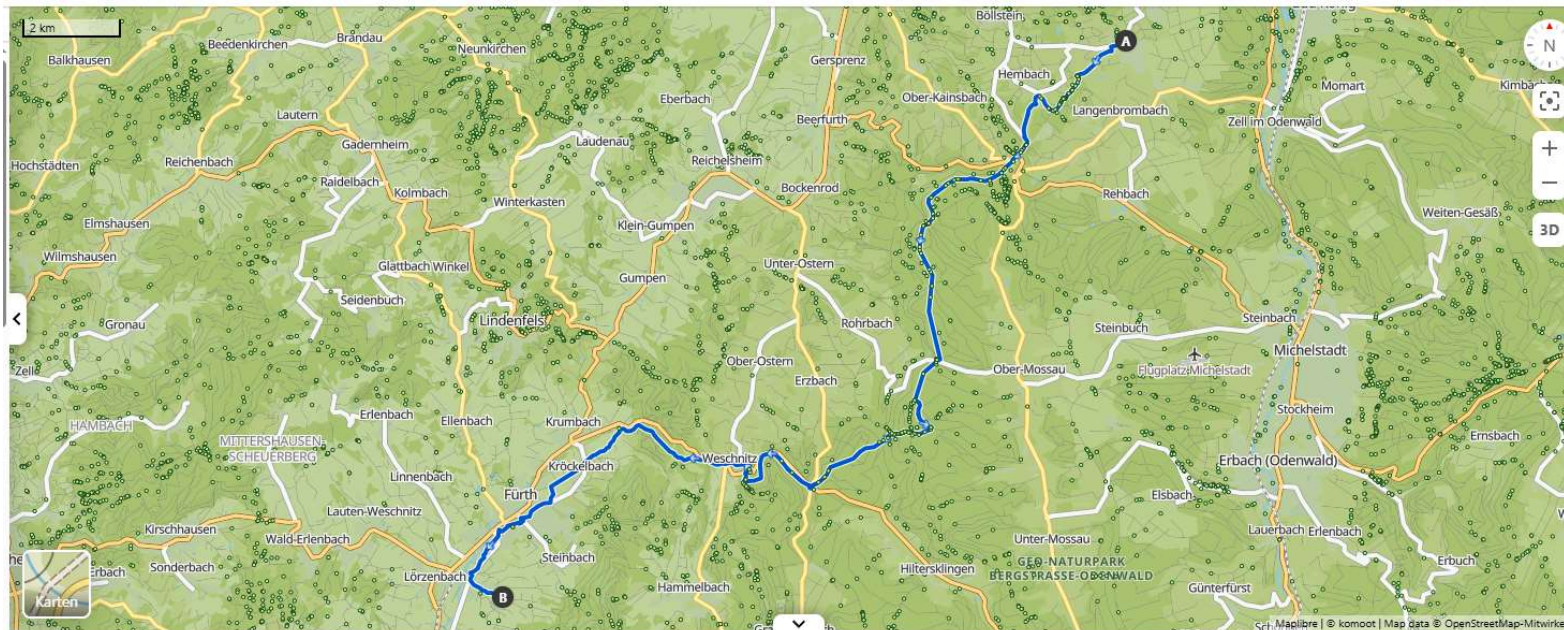 2 km
Böllstein
A
N
Brandau
Beedenkirchen
Neunkirchen
Balkhausen
Gersprenz
Hembach
Momart
Eberbach
Ober-Kainsbach
Langenbrombach
Lautern
Beerfurth
Zell im Odenwald
Gadernheim
Laudenau
Hochstädten
Reichenbach
Reichelsheim
Raidelbach
Kolmbach
Bockenrod
Rehbach
Winterkasten
Weiten-Gesäß
Elmshausen
Klein-Gumpen
3D
Wilmshausen
Glattbach
Winkel
Unter-Ostern
Gumpen
Seidenbuch
Lindenfels
Gronau
Rohrbach
Steinbuch
Steinbach
Michelstadt
Zell
Ober-Ostern
Ober-Mossau
Flugplatz Michelstadt
Erzbach
Erlenbach
Ellenbach
Krumbach
Stockheim
HAMBACH
MITTERSHAUSEN-
SCHEUERBERG
Ernsbach
Weschnitz
Kröckelbach
Erbach (Odenwald)
Linnenbach
Fürth
Elsbach
Lauten-Weschnitz
Kirschhausen
Wald-Erlenbach
Lauerbach
Erlenbach
Unter-Mossau
Steinbach
Erbuch
Sonderbach
Erbach
Lörzenbach
GEO-NATURPARK
BERGSTRASSE-ODENWALD
Hiltersklingen
Hammelbach
Günterfürst
B
Karten
Maplibre | © komoot | Map data © OpenStreetMap-Mitwirke